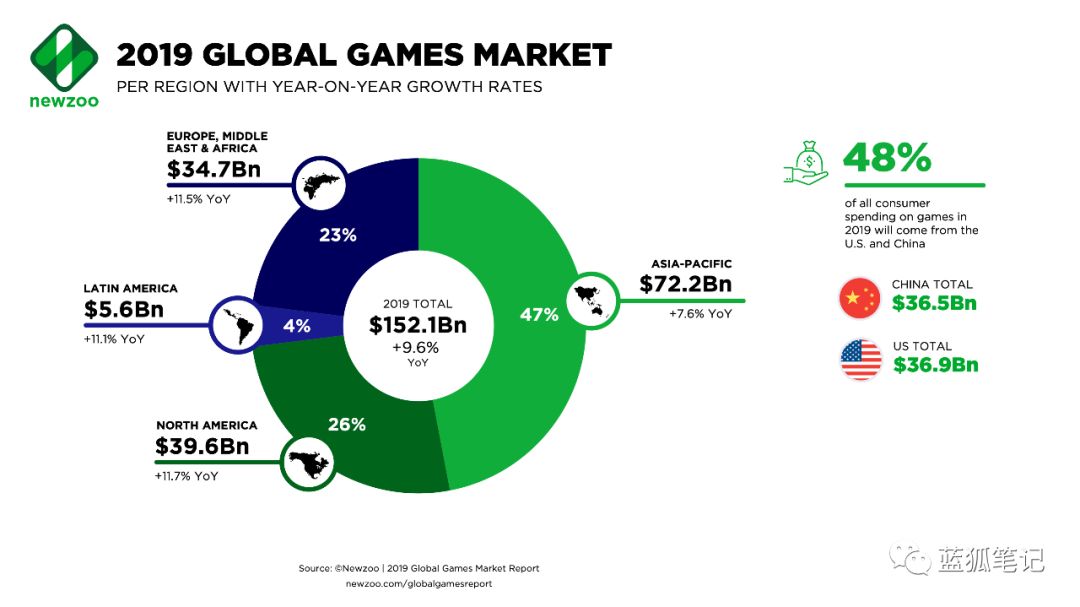 newzoo
2019 GLOBAL GAMES MARKET
PER REGION WITH YEAR-ON-YEAR GROWTH RATES
EUROPE, MIDDLE
EAST & AFRICA
$34.7Bn
+11.5% YoY
23%
LATIN AMERICA
$5.6Bn
+11.1% YoY
4%
NORTH AMERICA
$39.6Bn
+11.7% YoY
26%
2019 TOTAL
$152.1Bn
+9.6%
YoY
47%
ASIA-PACIFIC
$72.2Bn
+7.6% YoY
$
48%
of all consumer
spending on games in
2019 will come from the
U.S. and China
CHINA TOTAL
$36.5Bn
US TOTAL
$36.9Bn
Source: ©Newzoo | 2019 Global Games Market Report
newzoo.com/globalgamesreport
蓝狐笔记